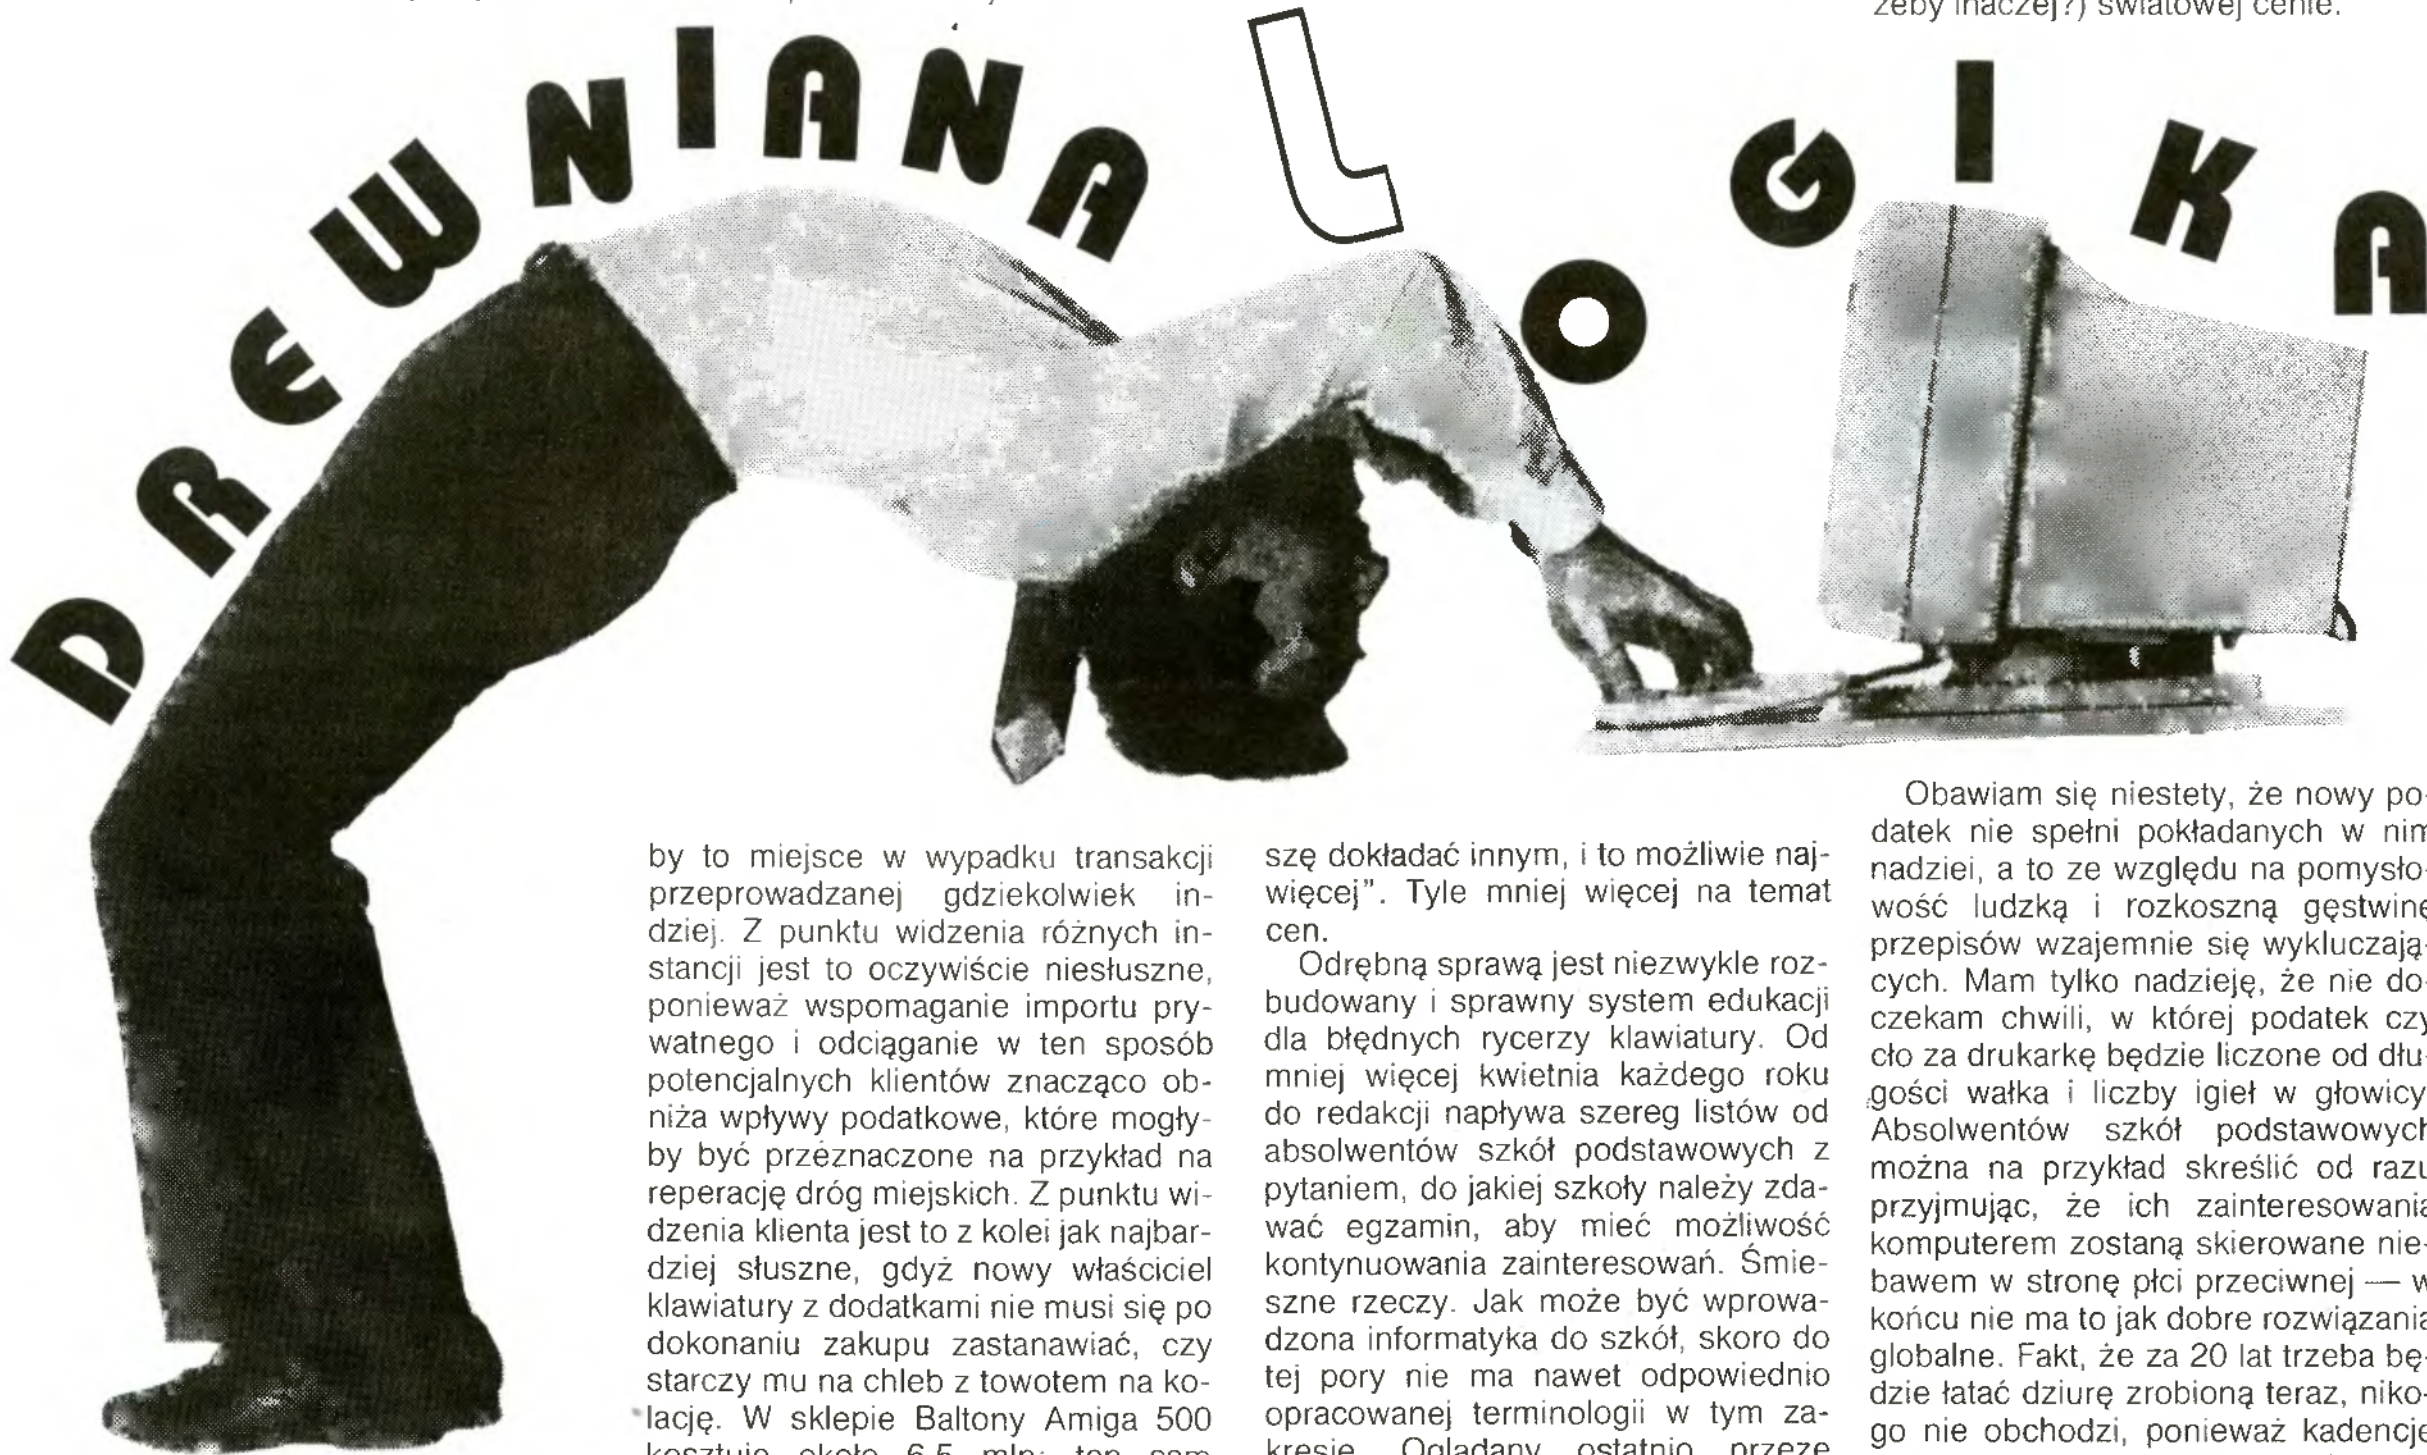 żeby inaczej?) światowej cenie.
DREWNIANA LOGIKA
by to miejsce w wypadku transakcji
przeprowadzanej gdziekolwiek in-
dziej. Z punktu widzenia różnych in-
stancji jest to oczywiście niesłuszne,
ponieważ wspomaganie importu pry-
watnego i odciąganie w ten sposób
potencjalnych klientów znacząco ob-
niża wpływy podatkowe, które mogły-
by być przeznaczone na przykład na
reperację dróg miejskich. Z punktu wi-
dzenia klienta jest to z kolei jak najbar-
dziej słuszne, gdyż nowy właściciel
klawiatury z dodatkami nie musi się po
dokonaniu zakupu zastanawiać, czy
starczy mu na chleb z towotem na ko-
lację. W sklepie Baltony Amiga 500
kosztuje około 6,5 mln; ten sam
szę dokładać innym, i to możliwie naj-
więcej". Tyle mniej więcej na temat
cen.
Odrębną sprawą jest niezwykle roz-
budowany i sprawny system edukacji
dla błędnych rycerzy klawiatury. Od
mniej więcej kwietnia każdego roku
do redakcji napływa szereg listów od
absolwentów szkół podstawowych z
pytaniem, do jakiej szkoły należy zda-
wać egzamin, aby mieć możliwość
kontynuowania zainteresowań. Śmie-
szne rzeczy. Jak może być wprowa-
dzona informatyka do szkół, skoro do
tej pory nie ma nawet odpowiednio
opracowanej terminologii w tym za-
kresie. Oglądany ostatnio przeze
Obawiam się niestety, że nowy po-
datek nie spełni pokładanych w nim
nadziei, a to ze względu na pomysło-
wość ludzką i rozkoszną gęstwinę
przepisów wzajemnie się wykluczają-
cych. Mam tylko nadzieję, że nie do-
czekam chwili, w której podatek czy
cło za drukarkę będzie liczone od dłu-
gości wałka i liczby igieł w głowicy.
Absolwentów szkół podstawowych
można na przykład skreślić od razu
przyjmując, że ich zainteresowania
komputerem zostaną skierowane nie-
bawem w stronę płci przeciwnej — w
końcu nie ma to jak dobre rozwiązania
globalne. Fakt, że za 20 lat trzeba bę-
dzie łatać dziurę zrobioną teraz, niko-
go nie obchodzi, ponieważ kadencje